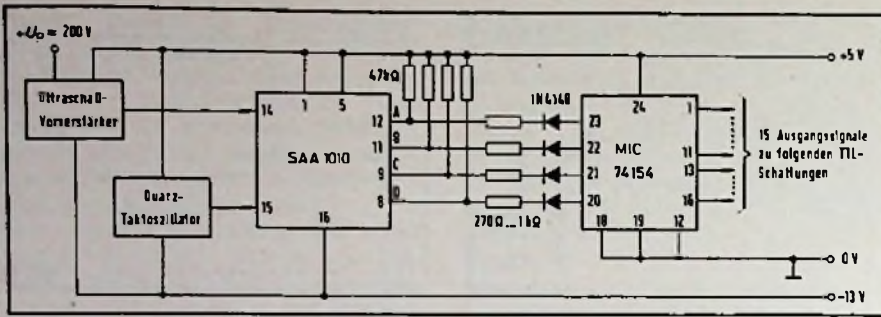 +U₀ = 200 V
+5 V
Ultraschall-
Vorverstärker
47kΩ
1N4148
1
5
24
14
12
A
23
1
11
B
22
SAA 1010
MIC
74154
15 Ausgangssignale
zu folgenden TTL-
Schaltungen
9
C
21
11
13
8
D
20
16
Quarz-
Taktoszillator
15
16
270Ω...1kΩ
18
19
12
0V
-13 V